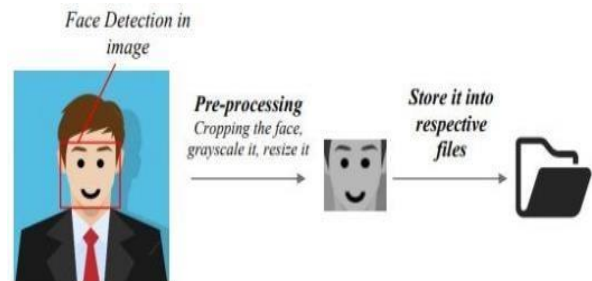 Face Detection in
image
Pre-processing
Cropping the face,
grayscale it, resize it
Store it into
respective
files